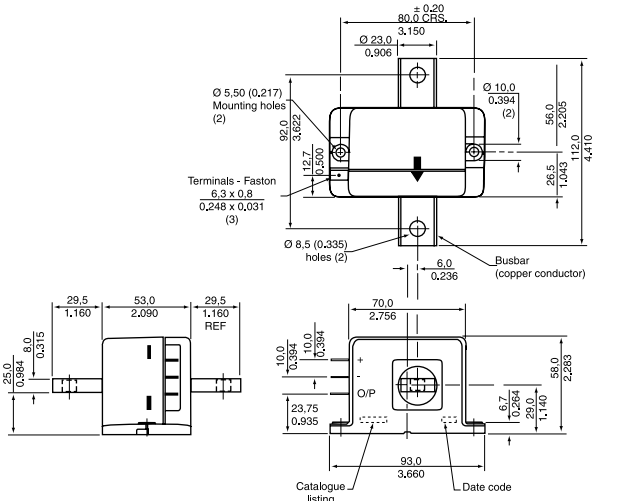 ± 0.20
80,0 CRS.
3.150
Ø 23,0
0.906
Ø 5,50 (0.217)
Mounting holes
(2)
Ø 10,0
0.394
(2)
92,0
3.622
12,7
0.500
56,0
2.205
112,0
4.410
26,5
1.043
Terminals - Faston
6,3 x 0,8
0.248 x 0.031
(3)
Ø 8,5 (0.335)
holes (2)
Busbar
(copper conductor)
6,0
0.236
29,5
1.160
53,0
2.090
29,5
1.160
REF
70,0
2.756
8,0
0.315
25,0
0.984
10,0
0.394
10,0
0.394
+
-
O/P
23,75
0.935
6,7
0.264
29,0
1.140
58,0
2.283
93,0
3.660
Catalogue
listing
Date code